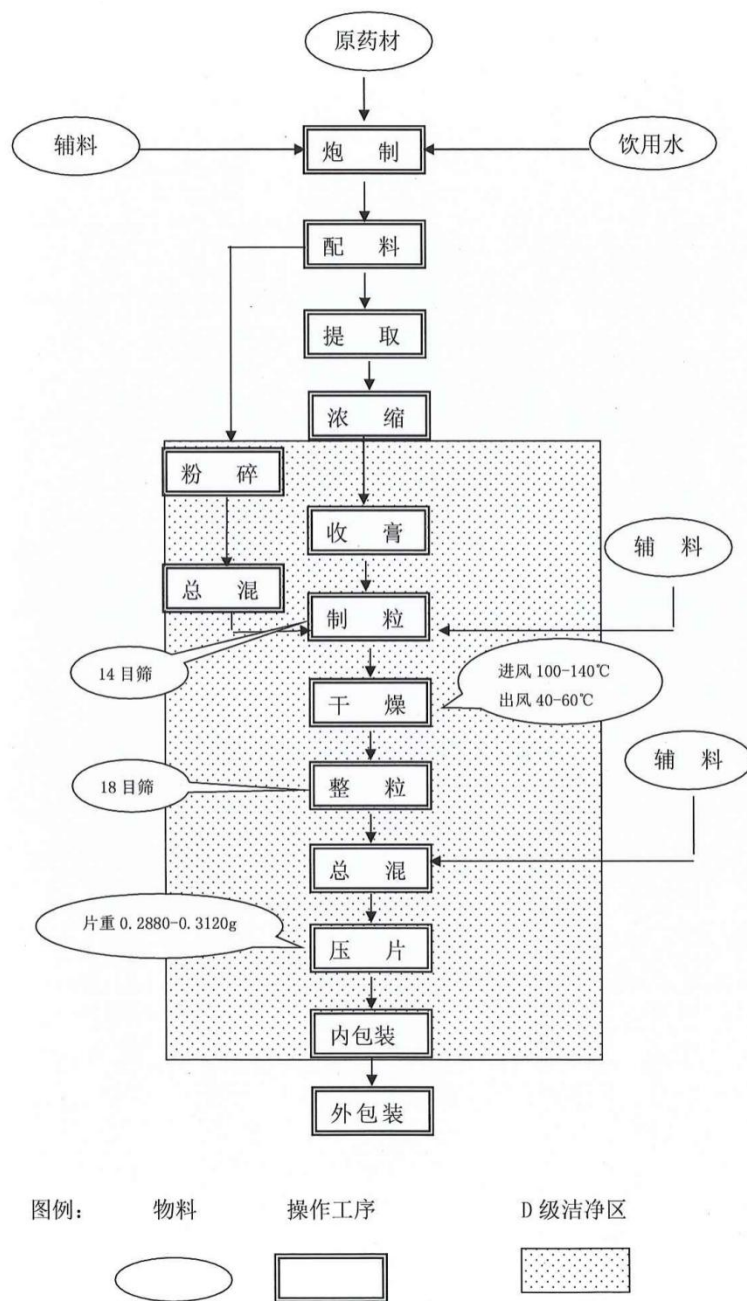 原药材
辅料
炮 制
饮用水
配 料
提 取
浓 缩
粉 碎
收 膏
辅 料
总 混
制 粒
14 目筛
进风 100-140℃
出风 40-60℃
干 燥
辅 料
18 目筛
整 粒
总 混
片重 0.2880-0.3120g
压 片
内包装
外包装
图例： 物料 操作工序 D 级洁净区